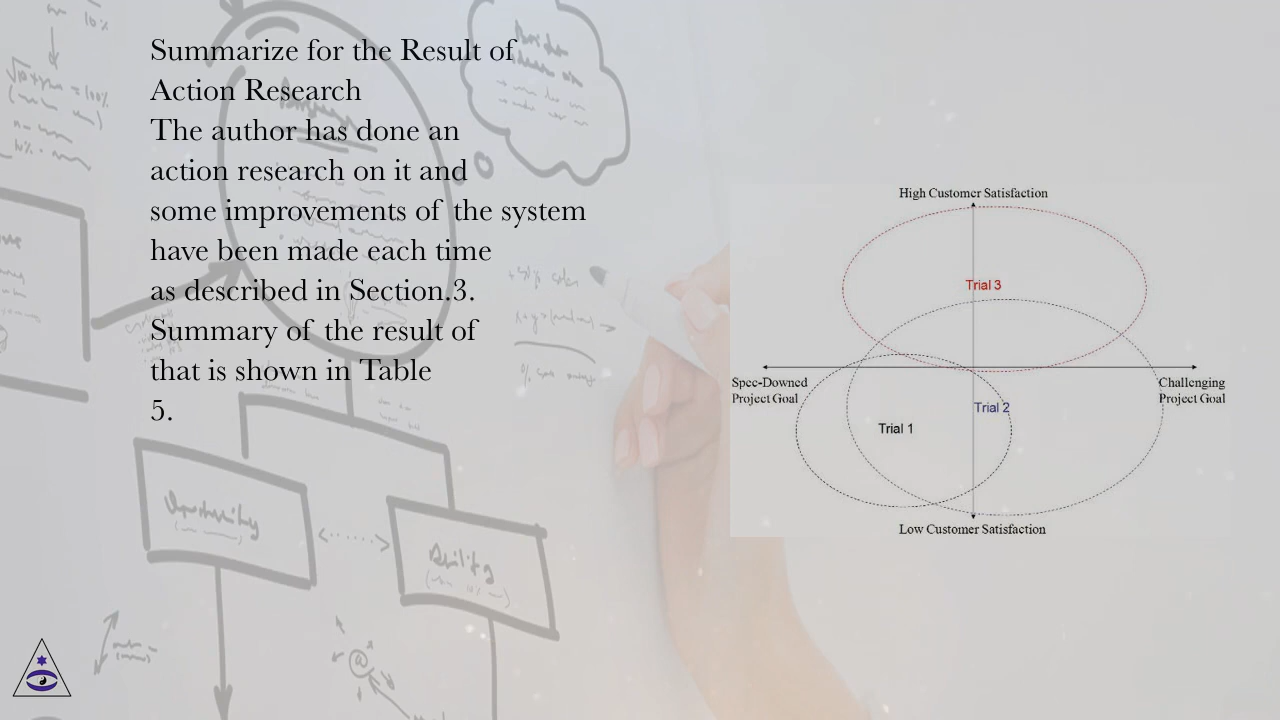 Summarize for the Result of
Action Research
The author has done an
action research on it and
some improvements of the system
have been made each time
as described in Section.3.
Summary of the result of
that is shown in Table
5.
High Customer Satisfaction
Trial 3
Spec-Downed
Project Goal
Challenging
Project Goal
Trial 2
Trial 1
Low Customer Satisfaction